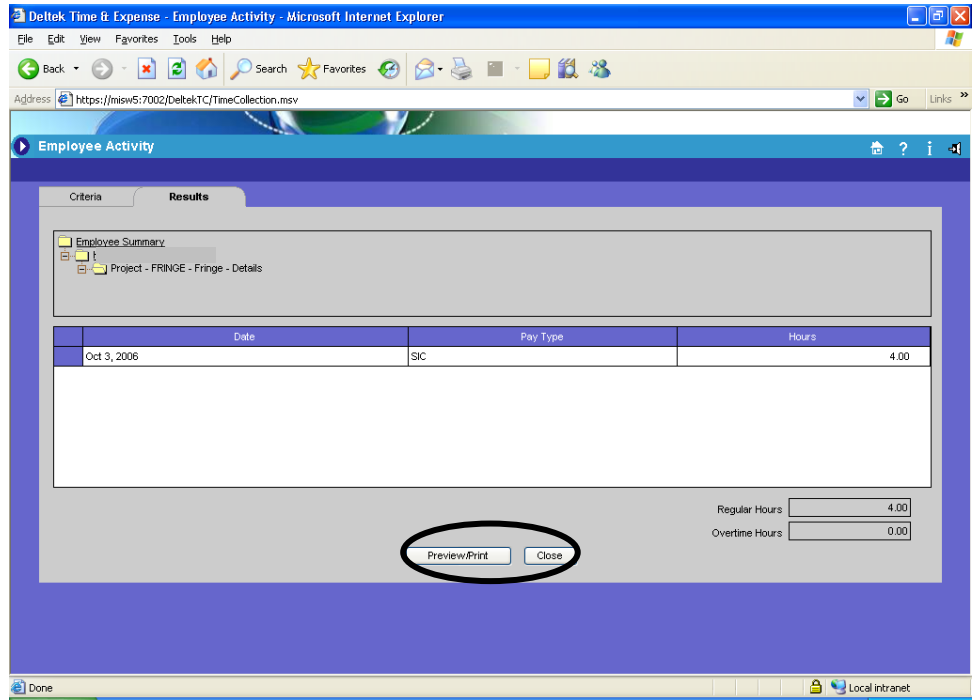 Deltek Time & Expense - Employee Activity - Microsoft Internet Explorer
File Edit View Favorites Tools Help
Back Search Favorites
Address https://misw5:7002/DeltekTC/TimeCollection.msv Go Links »
Employee Activity ? i
Criteria Results
Employee Summary
t
Project - FRINGE - Fringe - Details
Date Pay Type Hours
Oct 3, 2006 SIC 4.00
Regular Hours 4.00
Overtime Hours 0.00
Preview/Print Close
Done Local intranet